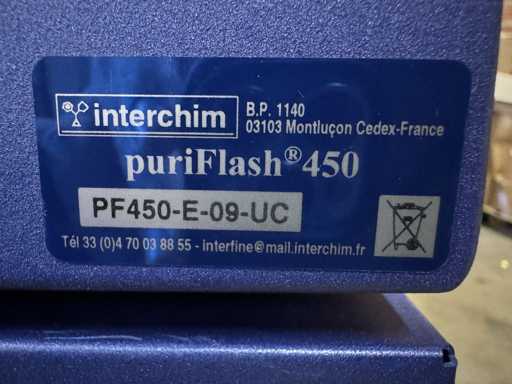 interchim
B.P. 1140
03103 Montluçon Cedex-France
puriFlash®450
PF450-E-09-UC
Tél 33 (0)4 70 03 88 55 - interfine@mail.interchim.fr